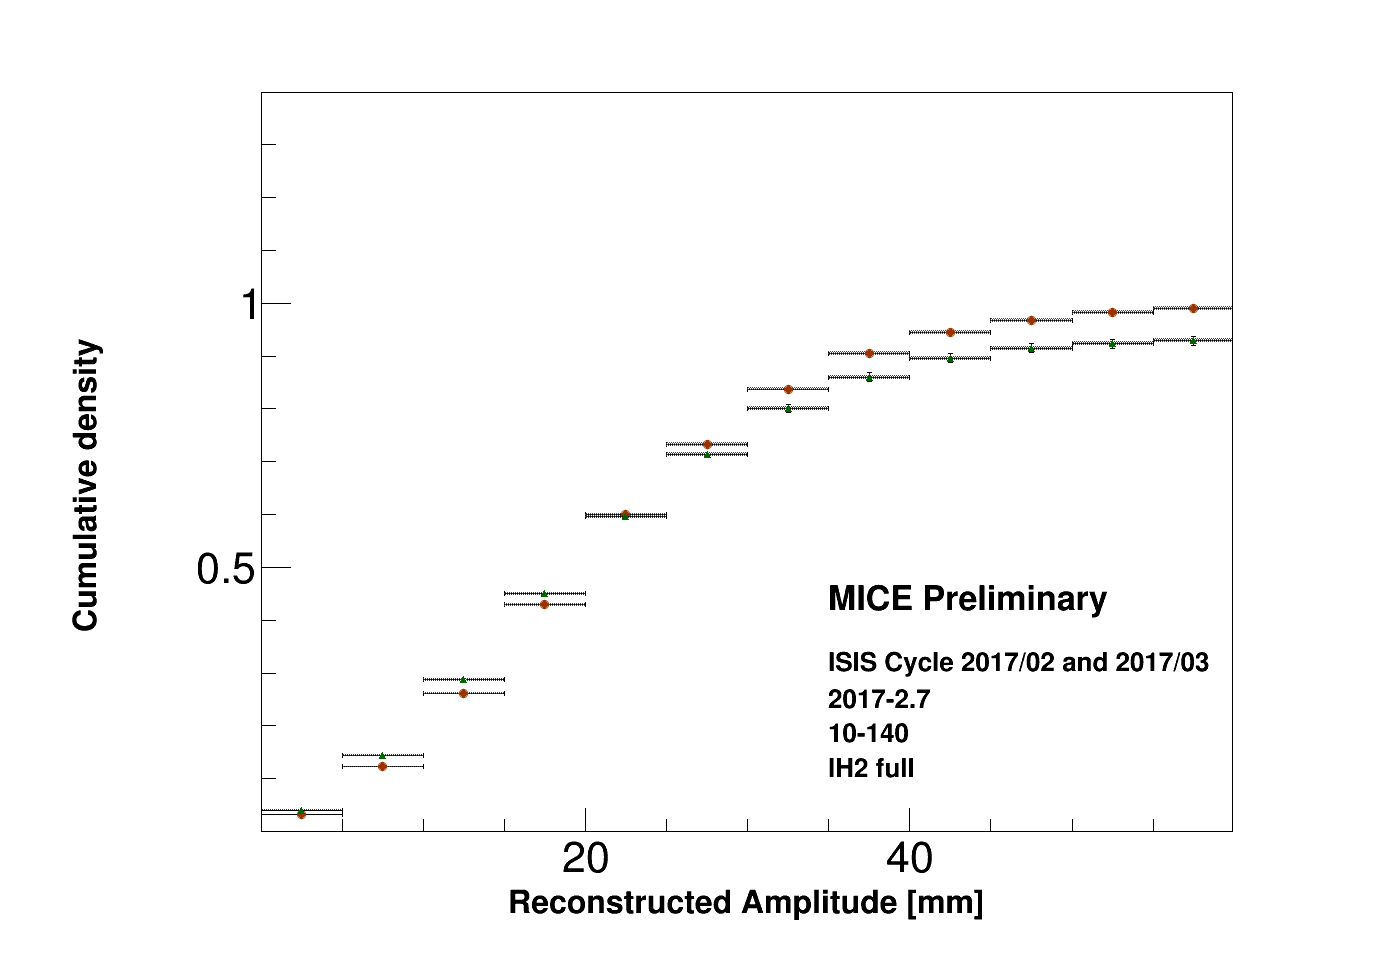 1
0.5
Cumulative density
MICE Preliminary
ISIS Cycle 2017/02 and 2017/03
2017-2.7
10-140
IH2 full
20
40
Reconstructed Amplitude [mm]